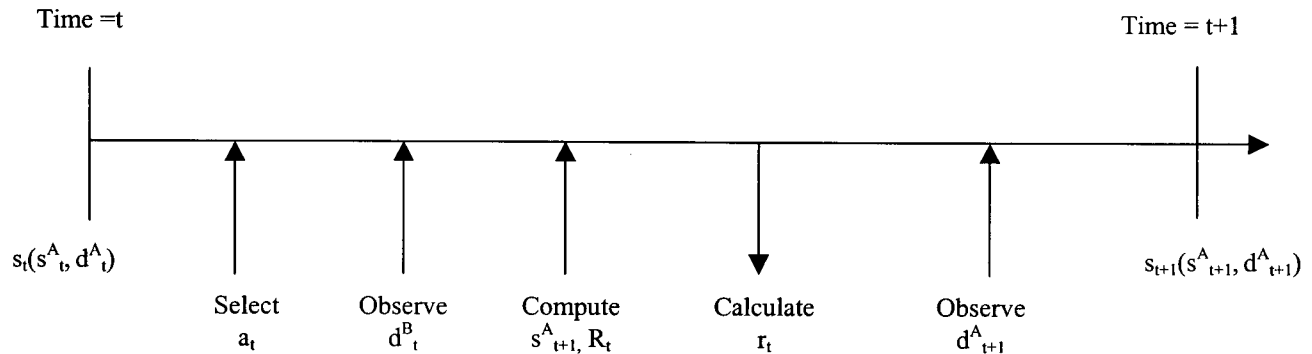 Time =t
Time = t+1
s_t(s^A_t, d^A_t)
s_{t+1}(s^A_{t+1}, d^A_{t+1})
Select
a_t
Observe
d^B_t
Compute
s^A_{t+1}, R_t
Calculate
r_t
Observe
d^A_{t+1}